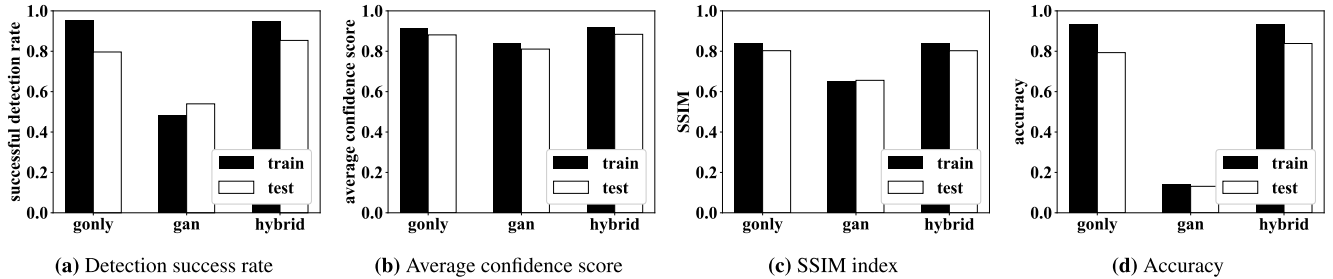 successful detection rate
1.0
0.8
0.6
0.4
0.2
0.0
gonly gan hybrid
train
test
(a) Detection success rate
average confidence score
1.0
0.8
0.6
0.4
0.2
0.0
gonly gan hybrid
train
test
(b) Average confidence score
SSIM
1.0
0.8
0.6
0.4
0.2
0.0
gonly gan hybrid
train
test
(c) SSIM index
accuracy
1.0
0.8
0.6
0.4
0.2
0.0
gonly gan hybrid
train
test
(d) Accuracy